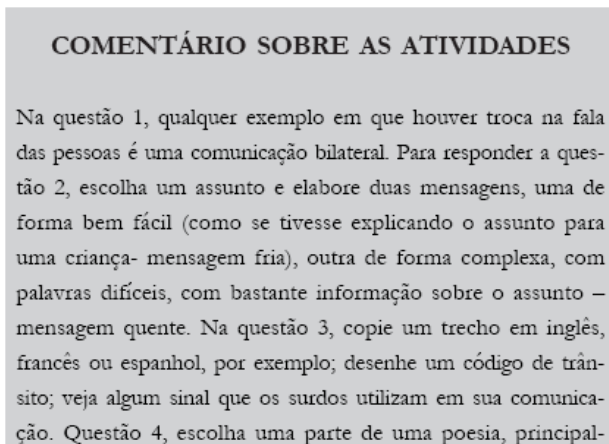 COMENTÁRIO SOBRE AS ATIVIDADES
Na questão 1, qualquer exemplo em que houver troca na fala
das pessoas é uma comunicação bilateral. Para responder a ques-
tão 2, escolha um assunto e elabore duas mensagens, uma de
forma bem fácil (como se tivesse explicando o assunto para
uma criança- mensagem fria), outra de forma complexa, com
palavras difíceis, com bastante informação sobre o assunto –
mensagem quente. Na questão 3, copie um trecho em inglês,
francês ou espanhol, por exemplo; desenhe um código de trân-
sito; veja algum sinal que os surdos utilizam em sua comunica-
ção. Questão 4, escolha uma parte de uma poesia, principal-